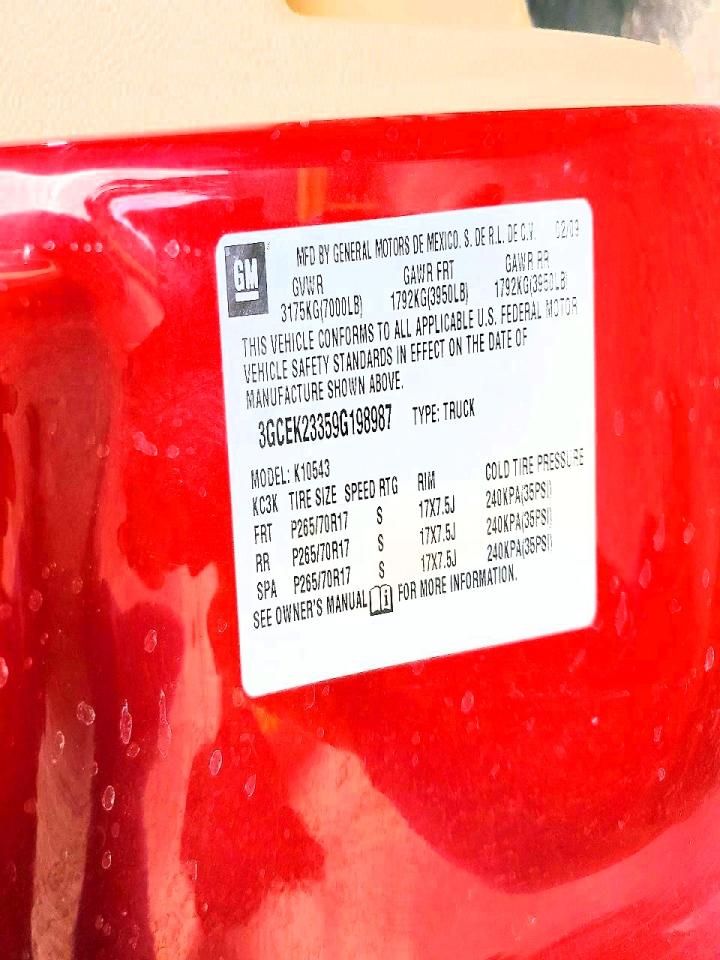 GM
MFD BY GENERAL MOTORS DE MEXICO. S. DE R.L. DE C.V. 02/09
GVWR GAWR FRT GAWR RR
3175KG(7000LB) 1792KG(3950LB) 1792KG(3950LB)
THIS VEHICLE CONFORMS TO ALL APPLICABLE U.S. FEDERAL MOTOR
VEHICLE SAFETY STANDARDS IN EFFECT ON THE DATE OF
MANUFACTURE SHOWN ABOVE.
3GCEK23359G198987 TYPE: TRUCK
MODEL: K10543
KC3K TIRE SIZE SPEED RTG RIM COLD TIRE PRESSURE
FRT P265/70R17 S 17X7.5J 240KPA(35PSI)
RR P265/70R17 S 17X7.5J 240KPA(35PSI)
SPA P265/70R17 S 17X7.5J 240KPA(35PSI)
SEE OWNER'S MANUAL i FOR MORE INFORMATION.